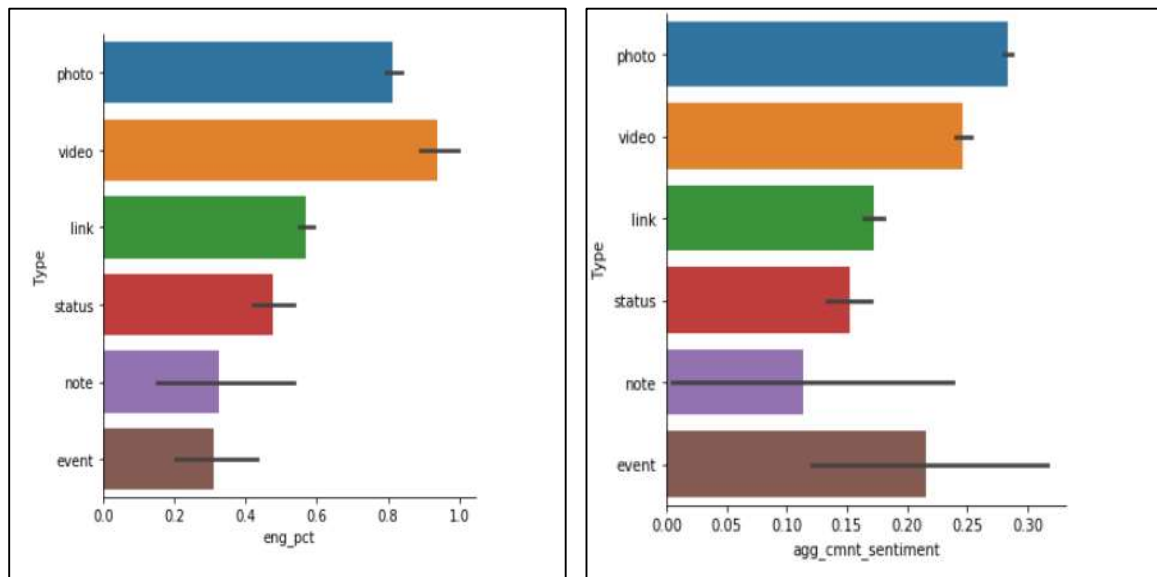 photo
video
link
status
note
event
Type
0.0 0.2 0.4 0.6 0.8 1.0
eng_pct
photo
video
link
status
note
event
Type
0.00 0.05 0.10 0.15 0.20 0.25 0.30
agg_cmnt_sentiment